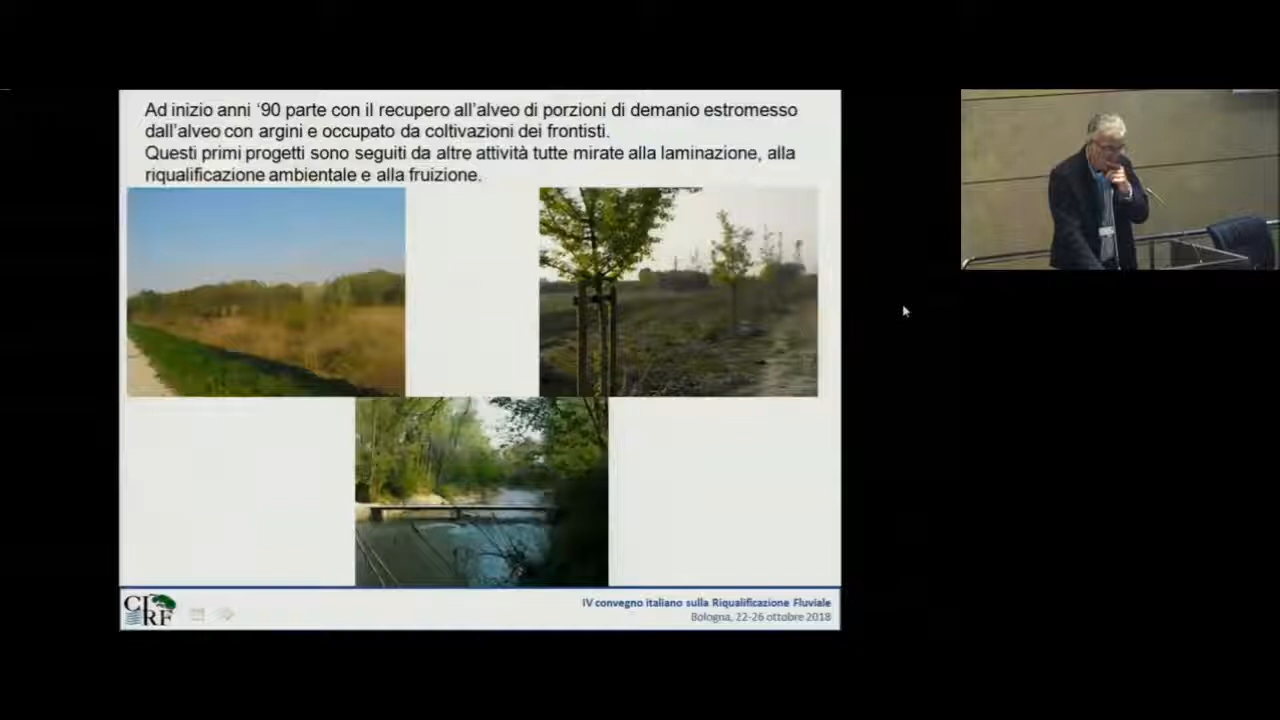 Ad inizio anni ‘90 parte con il recupero all’alveo di porzioni di demanio estromesso
dall’alveo con argini e occupato da coltivazioni dei frontisti.
Questi primi progetti sono seguiti da altre attività tutte mirate alla laminazione, alla
riqualificazione ambientale e alla fruizione.
CIRF
IV convegno italiano sulla Riqualificazione Fluviale
Bologna, 22-26 ottobre 2018